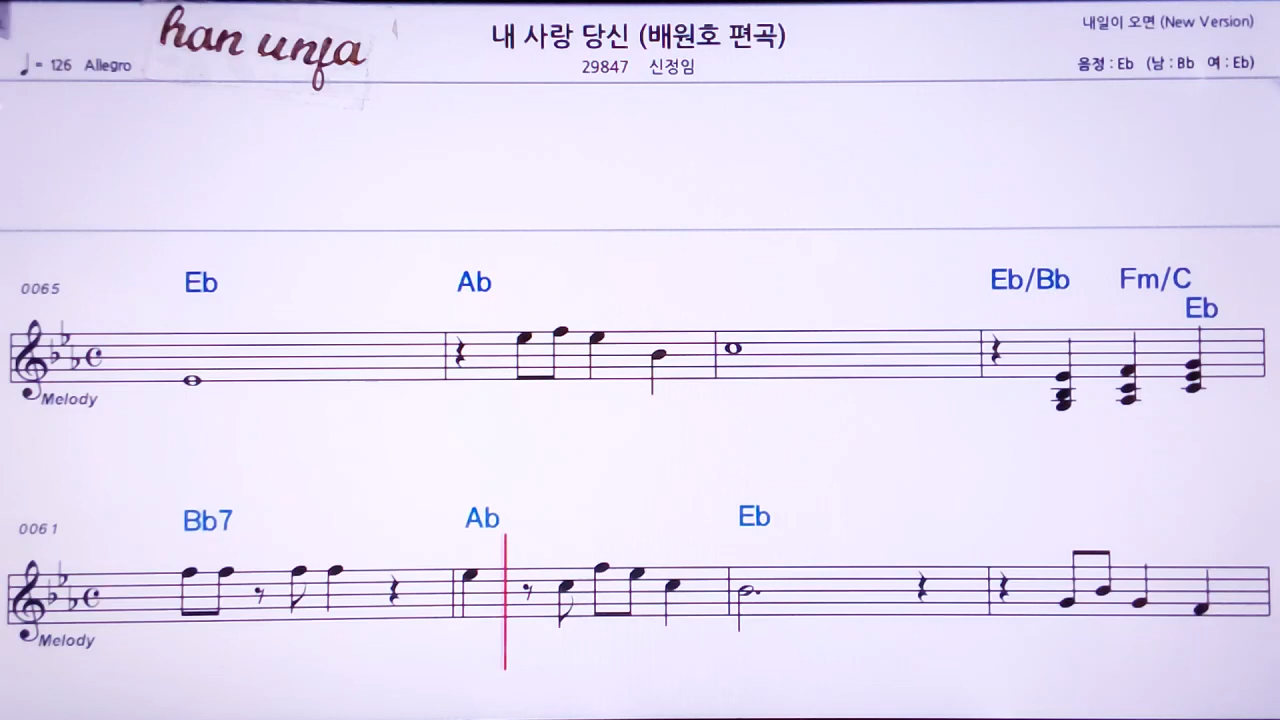 han unfa
내 사랑 당신 (배원호 편곡)
내일이 오면 (New Version)
♩ = 126 Allegro
29847 신정임
음정 : Eb (남 : Bb 여 : Eb)
0065
Eb Ab Eb/Bb Fm/C
Eb
Melody
0061
Bb7 Ab Eb
Melody